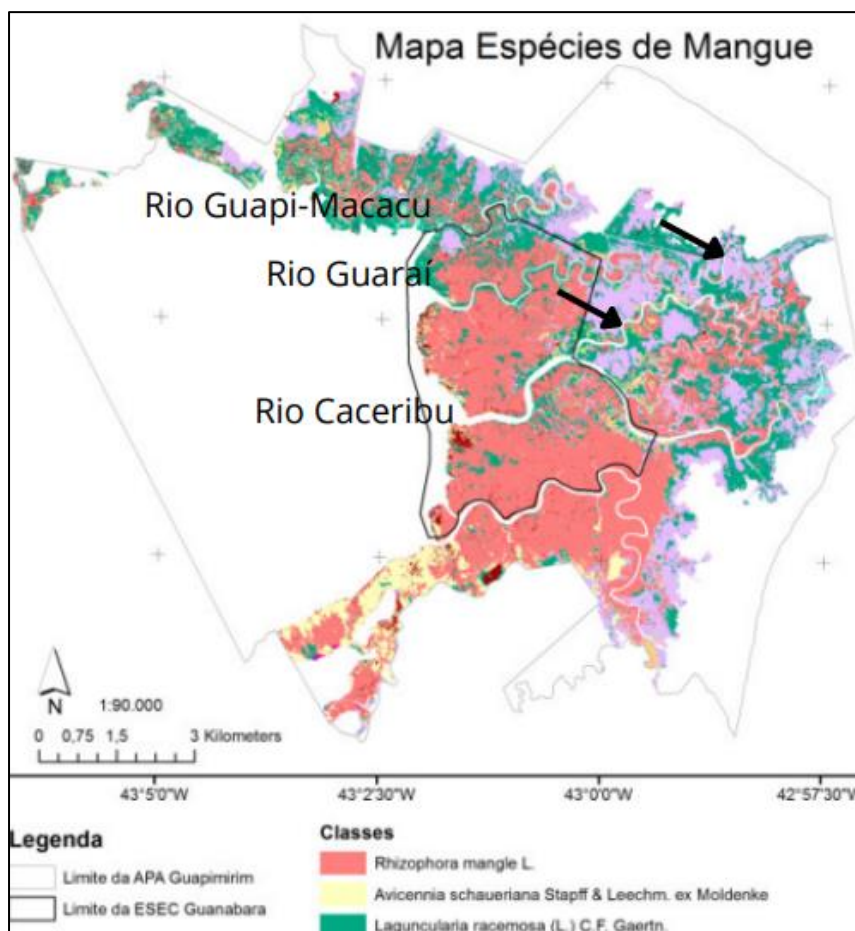 Mapa Espécies de Mangue
Rio Guapi-Macacu
Rio Guaraí
Rio Caceribu
N
1:90.000
0 0,75 1,5 3 Kilometers
43°5'0"W 43°2'30"W 43°0'0"W 42°57'30"W
Legenda
Limite da APA Guapimirim
Limite da ESEC Guanabara
Classes
Rhizophora mangle L.
Avicennia schaueriana Stapff & Leechm. ex Moldenke
Laguncularia racemosa (L.) C.F. Gaertn.